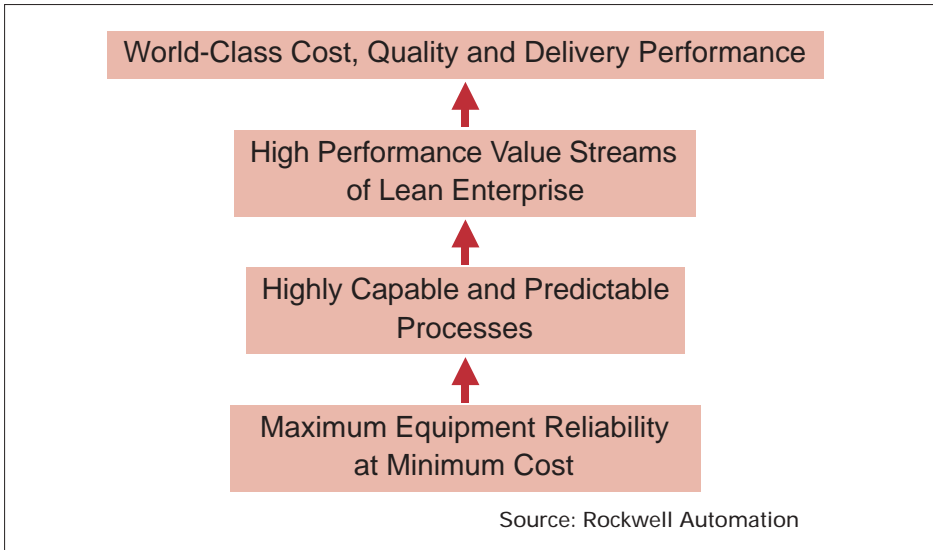 World-Class Cost, Quality and Delivery Performance
High Performance Value Streams
of Lean Enterprise
Highly Capable and Predictable
Processes
Maximum Equipment Reliability
at Minimum Cost
Source: Rockwell Automation